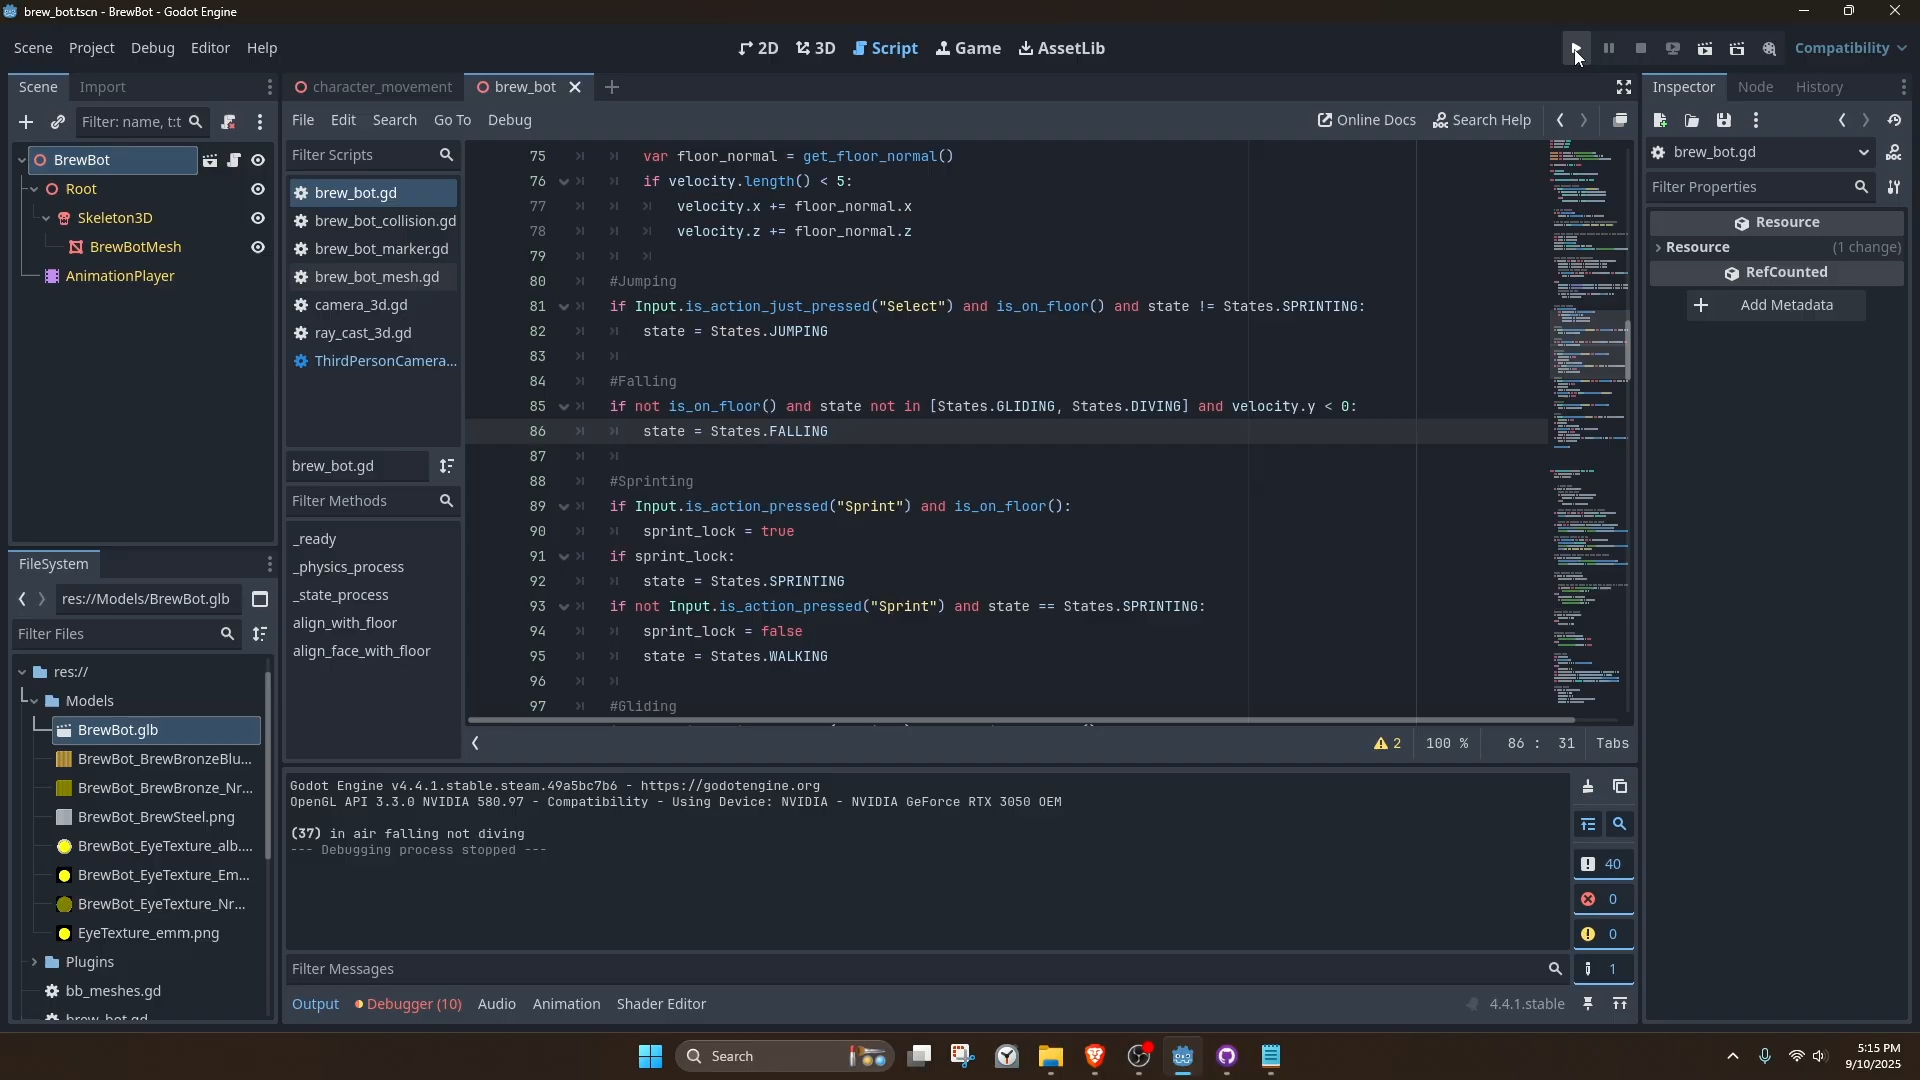 brew_bot.tscn - BrewBot - Godot Engine
Scene Project Debug Editor Help
2D 3D Script Game AssetLib
Compatibility
Scene Import
Filter: name, t:t
BrewBot
Root
Skeleton3D
BrewBotMesh
AnimationPlayer
FileSystem
res://Models/BrewBot.glb
Filter Files
res://
Models
BrewBot.glb
BrewBot_BrewBronzeBlu...
BrewBot_BrewBronze_Nr...
BrewBot_BrewSteel.png
BrewBot_EyeTexture_alb....
BrewBot_EyeTexture_Em...
BrewBot_EyeTexture_Nr...
EyeTexture_emm.png
Plugins
bb_meshes.gd
brew_bot.gd
character_movement brew_bot
File Edit Search Go To Debug
Online Docs Search Help
Filter Scripts
brew_bot.gd
brew_bot_collision.gd
brew_bot_marker.gd
brew_bot_mesh.gd
camera_3d.gd
ray_cast_3d.gd
ThirdPersonCamera...
brew_bot.gd
Filter Methods
_ready
_physics_process
_state_process
align_with_floor
align_face_with_floor
75 var floor_normal = get_floor_normal()
76 if velocity.length() < 5:
77 velocity.x += floor_normal.x
78 velocity.z += floor_normal.z
79
80 #Jumping
81 if Input.is_action_just_pressed("Select") and is_on_floor() and state != States.SPRINTING:
82 state = States.JUMPING
83
84 #Falling
85 if not is_on_floor() and state not in [States.GLIDING, States.DIVING] and velocity.y < 0:
86 state = States.FALLING
87
88 #Sprinting
89 if Input.is_action_pressed("Sprint") and is_on_floor():
90 sprint_lock = true
91 if sprint_lock:
92 state = States.SPRINTING
93 if not Input.is_action_pressed("Sprint") and state == States.SPRINTING:
94 sprint_lock = false
95 state = States.WALKING
96
97 #Gliding
2 100 % 86 : 31 Tabs
Godot Engine v4.4.1.stable.steam.49a5bc7b6 - https://godotengine.org
OpenGL API 3.3.0 NVIDIA 580.97 - Compatibility - Using Device: NVIDIA - NVIDIA GeForce RTX 3050 OEM
(37) in air falling not diving
--- Debugging process stopped ---
40
0
0
1
Filter Messages
Output Debugger (10) Audio Animation Shader Editor
4.4.1.stable
Inspector Node History
brew_bot.gd
Filter Properties
Resource
Resource (1 change)
RefCounted
Add Metadata
Search
5:15 PM
9/10/2025